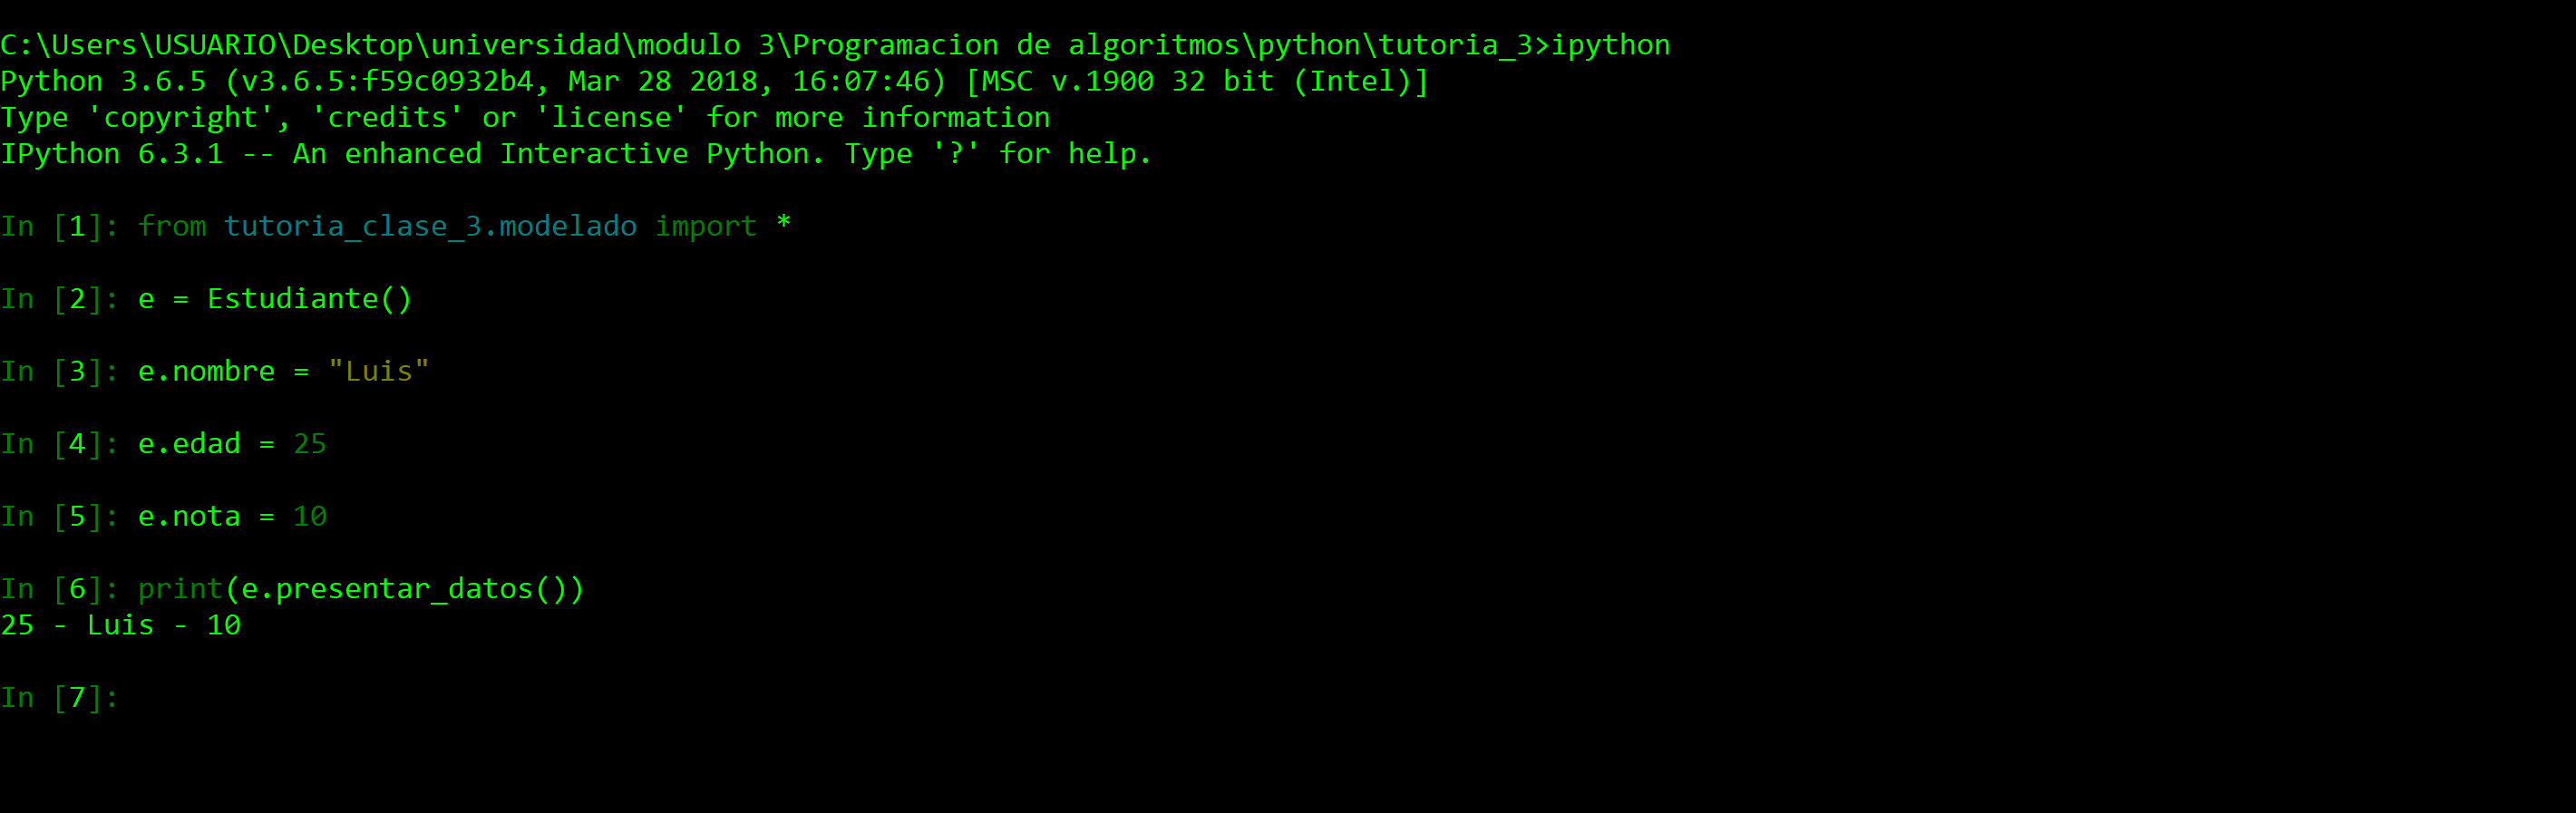 C:\Users\USUARIO\Desktop\universidad\modulo 3\Programacion de algoritmos\python\tutoria_3>ipython
Python 3.6.5 (v3.6.5:f59c0932b4, Mar 28 2018, 16:07:46) [MSC v.1900 32 bit (Intel)]
Type 'copyright', 'credits' or 'license' for more information
IPython 6.3.1 -- An enhanced Interactive Python. Type '?' for help.
In [1]: from tutoria_clase_3.modelado import *
In [2]: e = Estudiante()
In [3]: e.nombre = "Luis"
In [4]: e.edad = 25
In [5]: e.nota = 10
In [6]: print(e.presentar_datos())
25 - Luis - 10
In [7]: